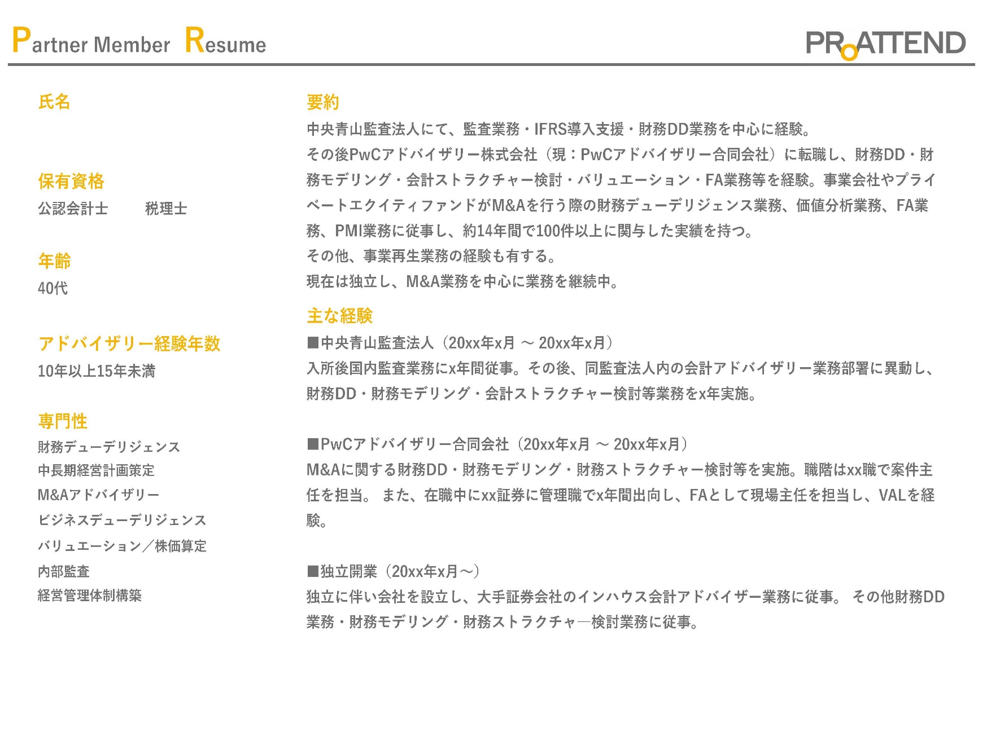 Partner Member Resume
PROATTEND
氏名
保有資格
公認会計士 税理士
年齢
40代
アドバイザリー経験年数
10年以上15年未満
専門性
財務デューデリジェンス
中長期経営計画策定
M&Aアドバイザリー
ビジネスデューデリジェンス
バリュエーション／株価算定
内部監査
経営管理体制構築
要約
中央青山監査法人にて、監査業務・IFRS導入支援・財務DD業務を中心に経験。
その後PwCアドバイザリー株式会社（現：PwCアドバイザリー合同会社）に転職し、財務DD・財
務モデリング・会計ストラクチャー検討・バリュエーション・FA業務等を経験。事業会社やプライ
ベートエクイティファンドがM&Aを行う際の財務デューデリジェンス業務、価値分析業務、FA業
務、PMI業務に従事し、約14年間で100件以上に関与した実績を持つ。
その他、事業再生業務の経験も有する。
現在は独立し、M&A業務を中心に業務を継続中。
主な経験
■中央青山監査法人（20xx年x月 ～ 20xx年x月）
入所後国内監査業務にx年間従事。その後、同監査法人内の会計アドバイザリー業務部署に異動し、
財務DD・財務モデリング・会計ストラクチャー検討等業務をx年実施。
■PwCアドバイザリー合同会社（20xx年x月 ～ 20xx年x月）
M&Aに関する財務DD・財務モデリング・財務ストラクチャー検討等を実施。職階はxx職で案件主
任を担当。 また、在職中にxx証券に管理職でx年間出向し、FAとして現場主任を担当し、VALを経
験。
■独立開業（20xx年x月～）
独立に伴い会社を設立し、大手証券会社のインハウス会計アドバイザー業務に従事。 その他財務DD
業務・財務モデリング・財務ストラクチャ―検討業務に従事。